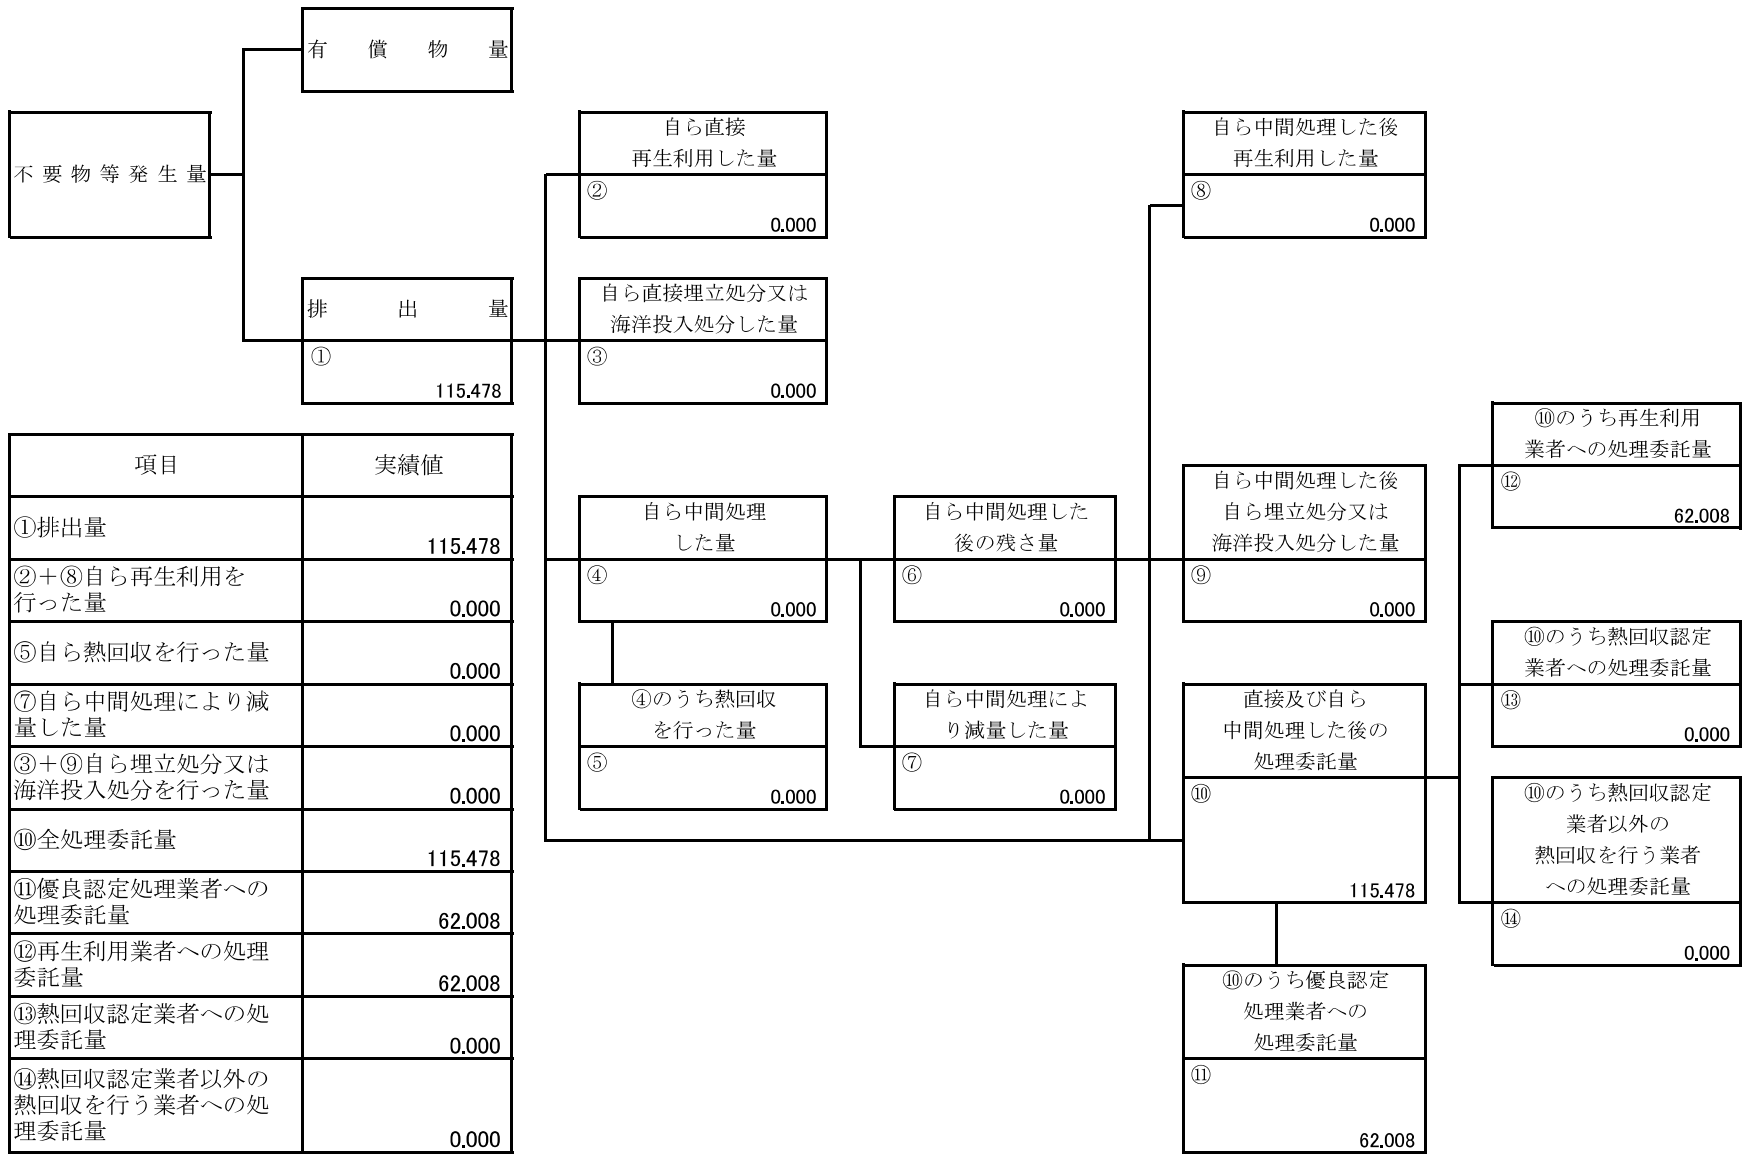 有償物量
不要物等発生量
排出量
①
115.478
自ら直接
再生利用した量
②
0.000
自ら直接埋立処分又は
海洋投入処分した量
③
0.000
自ら中間処理した後
再生利用した量
⑧
0.000
項目 実績値
①排出量
115.478
②＋⑧自ら再生利用を
行った量
0.000
⑤自ら熱回収を行った量
0.000
⑦自ら中間処理により減
量した量
0.000
③＋⑨自ら埋立処分又は
海洋投入処分を行った量
0.000
⑩全処理委託量
115.478
⑪優良認定処理業者への
処理委託量
62.008
⑫再生利用業者への処理
委託量
62.008
⑬熱回収認定業者への処
理委託量
0.000
⑭熱回収認定業者以外の
熱回収を行う業者への処
理委託量
0.000
自ら中間処理
した量
④
0.000
④のうち熱回収
を行った量
⑤
0.000
自ら中間処理した
後の残さ量
⑥
0.000
自ら中間処理によ
り減量した量
⑦
0.000
自ら中間処理した後
自ら埋立処分又は
海洋投入処分した量
⑨
0.000
直接及び自ら
中間処理した後の
処理委託量
⑩
115.478
⑩のうち優良認定
処理業者への
処理委託量
⑪
62.008
⑩のうち再生利用
業者への処理委託量
⑫
62.008
⑩のうち熱回収認定
業者への処理委託量
⑬
0.000
⑩のうち熱回収認定
業者以外の
熱回収を行う業者
への処理委託量
⑭
0.000